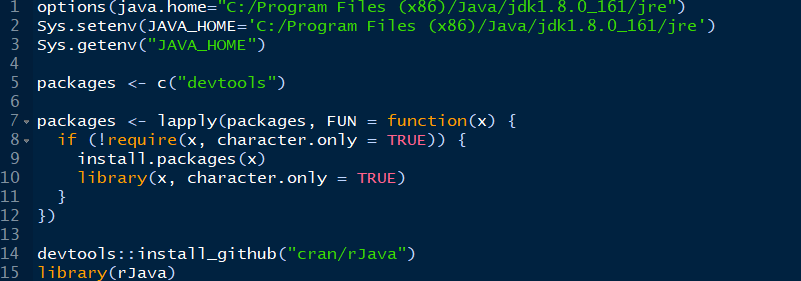 1 options(java.home="C:/Program Files (x86)/Java/jdk1.8.0_161/jre")
2 Sys.setenv(JAVA_HOME='C:/Program Files (x86)/Java/jdk1.8.0_161/jre')
3 Sys.getenv("JAVA_HOME")
4
5 packages <- c("devtools")
6
7 packages <- lapply(packages, FUN = function(x) {
8   if (!require(x, character.only = TRUE)) {
9     install.packages(x)
10     library(x, character.only = TRUE)
11   }
12 })
13
14 devtools::install_github("cran/rJava")
15 library(rJava)